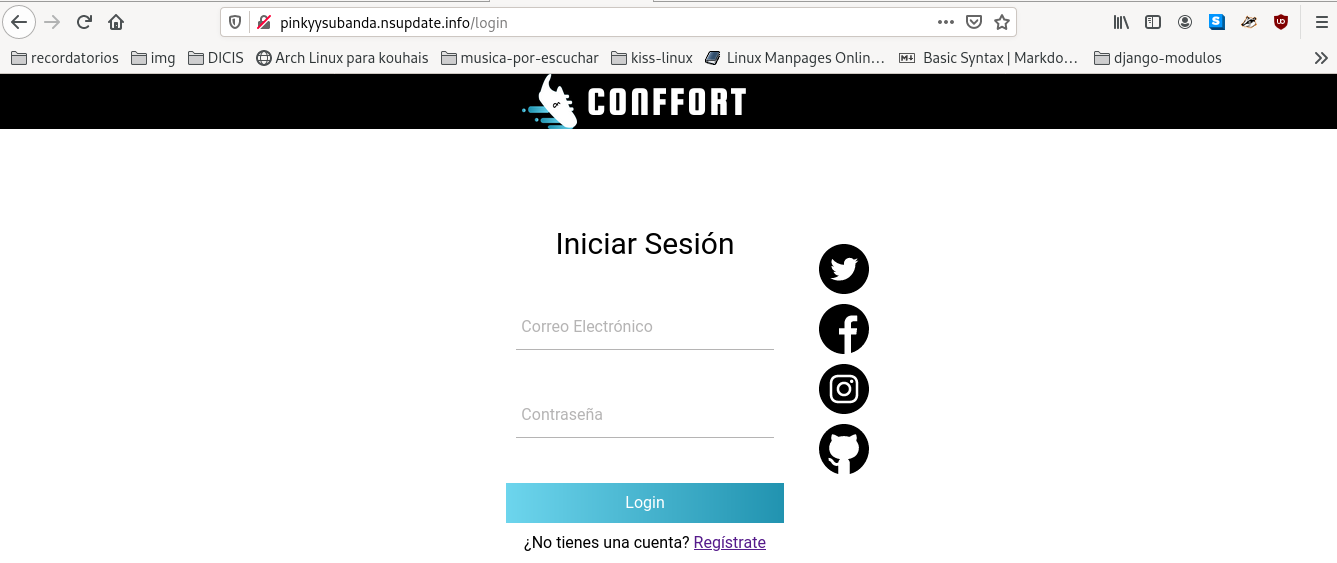 pinkyysubanda.nsupdate.info/login
recordatorios img DICIS Arch Linux para kouhais musica-por-escuchar kiss-linux Linux Manpages Onlin… Basic Syntax | Markdo… django-modulos
CONFFORT
Iniciar Sesión
Correo Electrónico
Contraseña
Login
¿No tienes una cuenta? Regístrate